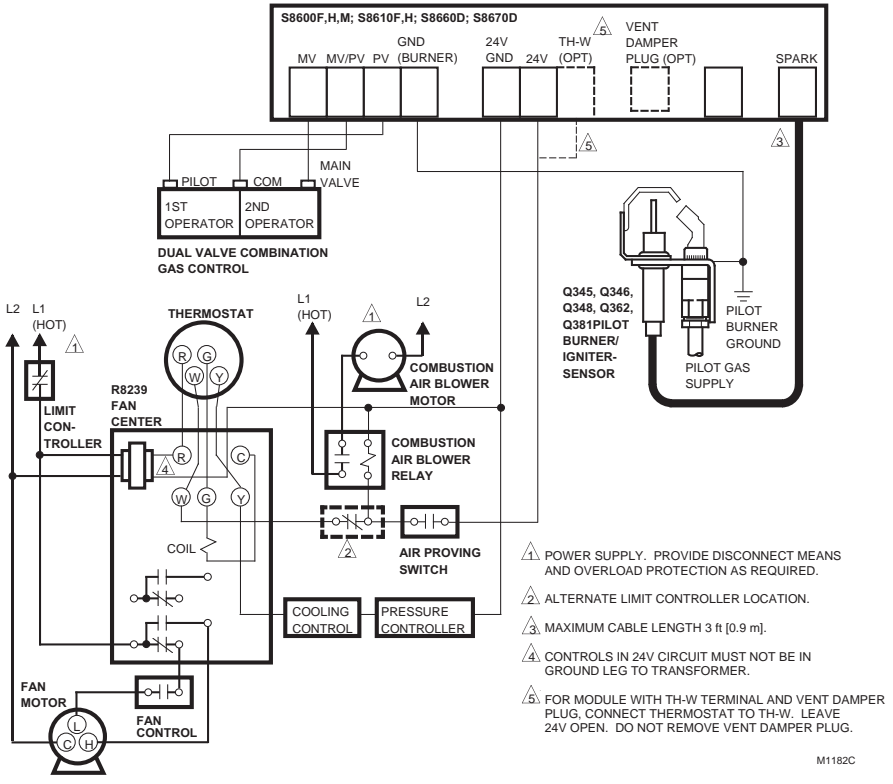 S8600F,H,M; S8610F,H; S8660D; S8670D
MV MV/PV PV GND (BURNER) 24V GND 24V TH-W (OPT) 5 VENT DAMPER PLUG (OPT) SPARK
5
3
PILOT COM MAIN VALVE
1ST OPERATOR
2ND OPERATOR
DUAL VALVE COMBINATION
GAS CONTROL
Q345, Q346,
Q348, Q362,
Q381PILOT
BURNER/
IGNITER-
SENSOR
PILOT
BURNER
GROUND
PILOT GAS
SUPPLY
L2 L1
(HOT)
1
LIMIT
CON-
TROLLER
THERMOSTAT
R G
W Y
L1
(HOT)
1
L2
COMBUSTION
AIR BLOWER
MOTOR
R8239
FAN
CENTER
4
R C
W G Y
COIL
COMBUSTION
AIR BLOWER
RELAY
2
AIR PROVING
SWITCH
COOLING
CONTROL
PRESSURE
CONTROLLER
FAN
MOTOR
L
C H
FAN
CONTROL
1 POWER SUPPLY. PROVIDE DISCONNECT MEANS
AND OVERLOAD PROTECTION AS REQUIRED.
2 ALTERNATE LIMIT CONTROLLER LOCATION.
3 MAXIMUM CABLE LENGTH 3 ft [0.9 m].
4 CONTROLS IN 24V CIRCUIT MUST NOT BE IN
GROUND LEG TO TRANSFORMER.
5 FOR MODULE WITH TH-W TERMINAL AND VENT DAMPER
PLUG, CONNECT THERMOSTAT TO TH-W. LEAVE
24V OPEN. DO NOT REMOVE VENT DAMPER PLUG.
M1182C